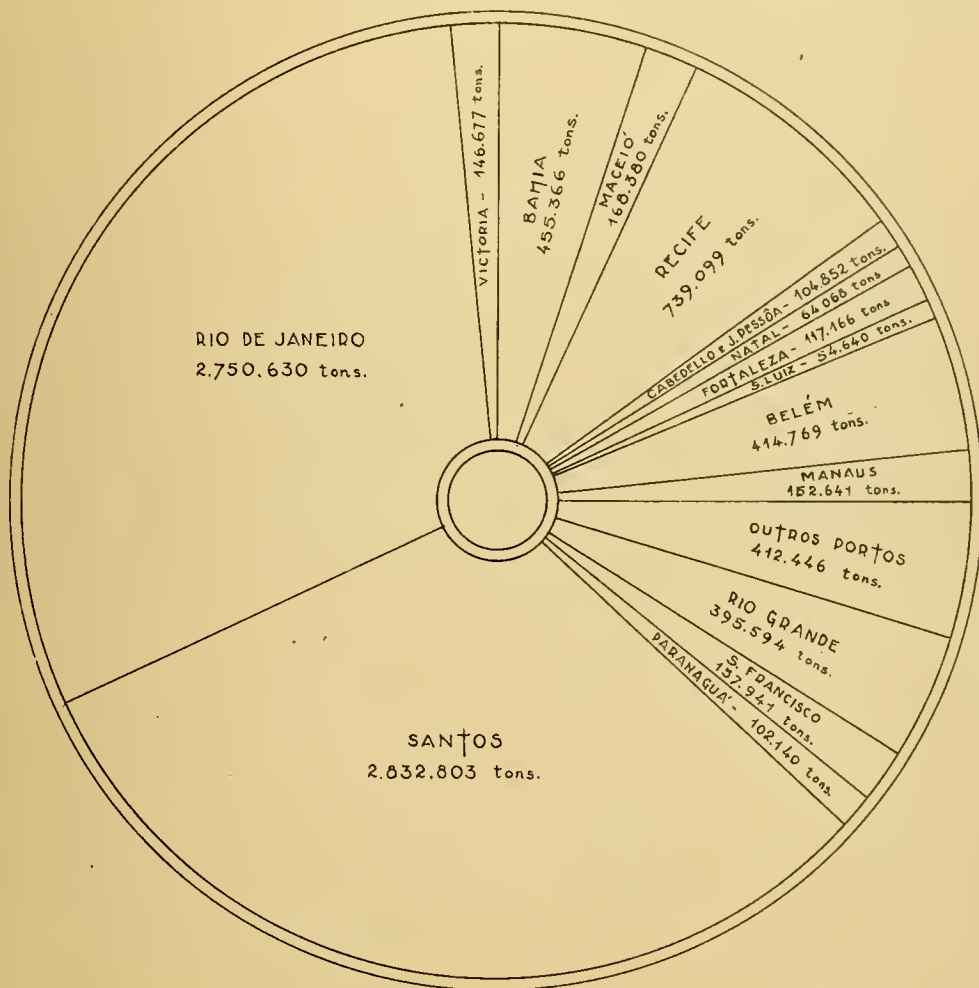 VICTORIA - 146.677 tons.
BAHIA
455.366 tons.
MACEIÓ
168.380 tons.
RECIFE
739.099 tons.
CABEDELLO E J. PESSÔA - 104.852 tons.
NATAL - 64.068 tons
FORTALEZA - 117.166 tons
S. LUIZ - 54.640 tons.
BELÉM
414.769 tons.
MANAUS
152.641 tons.
OUTROS PORTOS
412.446 tons.
RIO GRANDE
395.594 tons.
S. FRANCISCO
157.941 tons.
PARANAGUÁ - 102.140 tons.
SANTOS
2.832.803 tons.
RIO DE JANEIRO
2.750.630 tons.